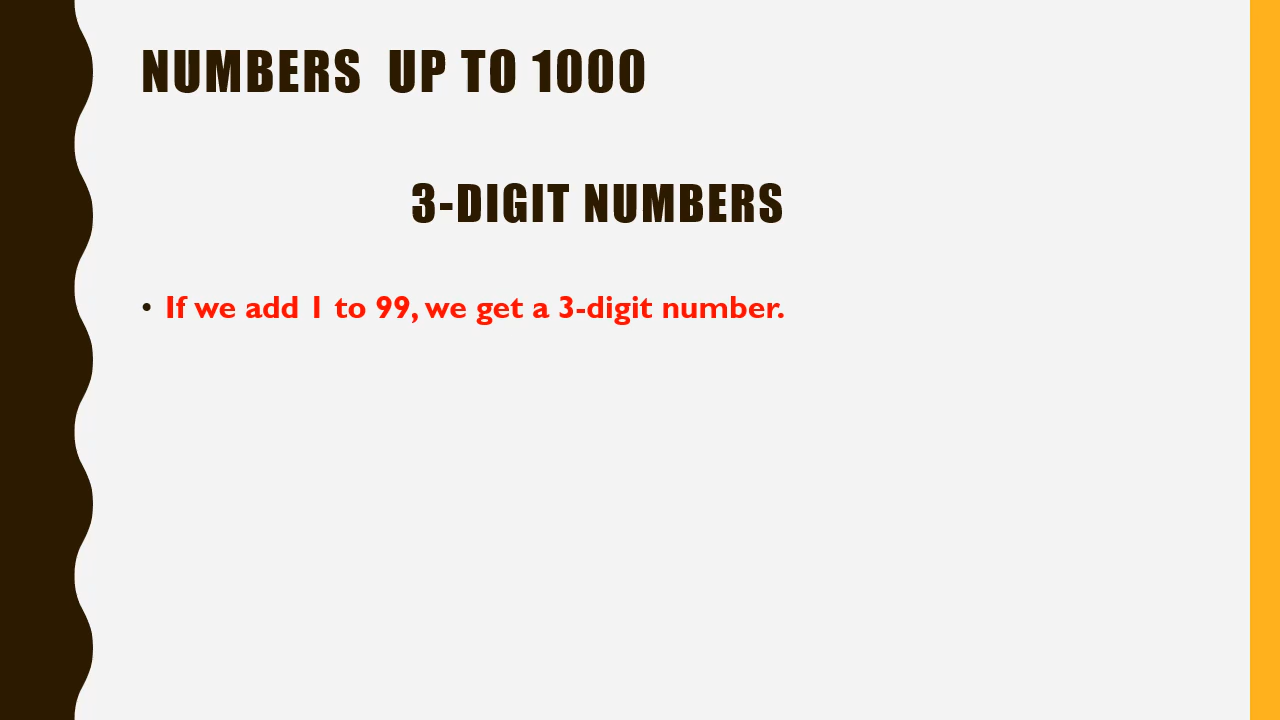 NUMBERS UP TO 1000
3-DIGIT NUMBERS
• If we add 1 to 99, we get a 3-digit number.